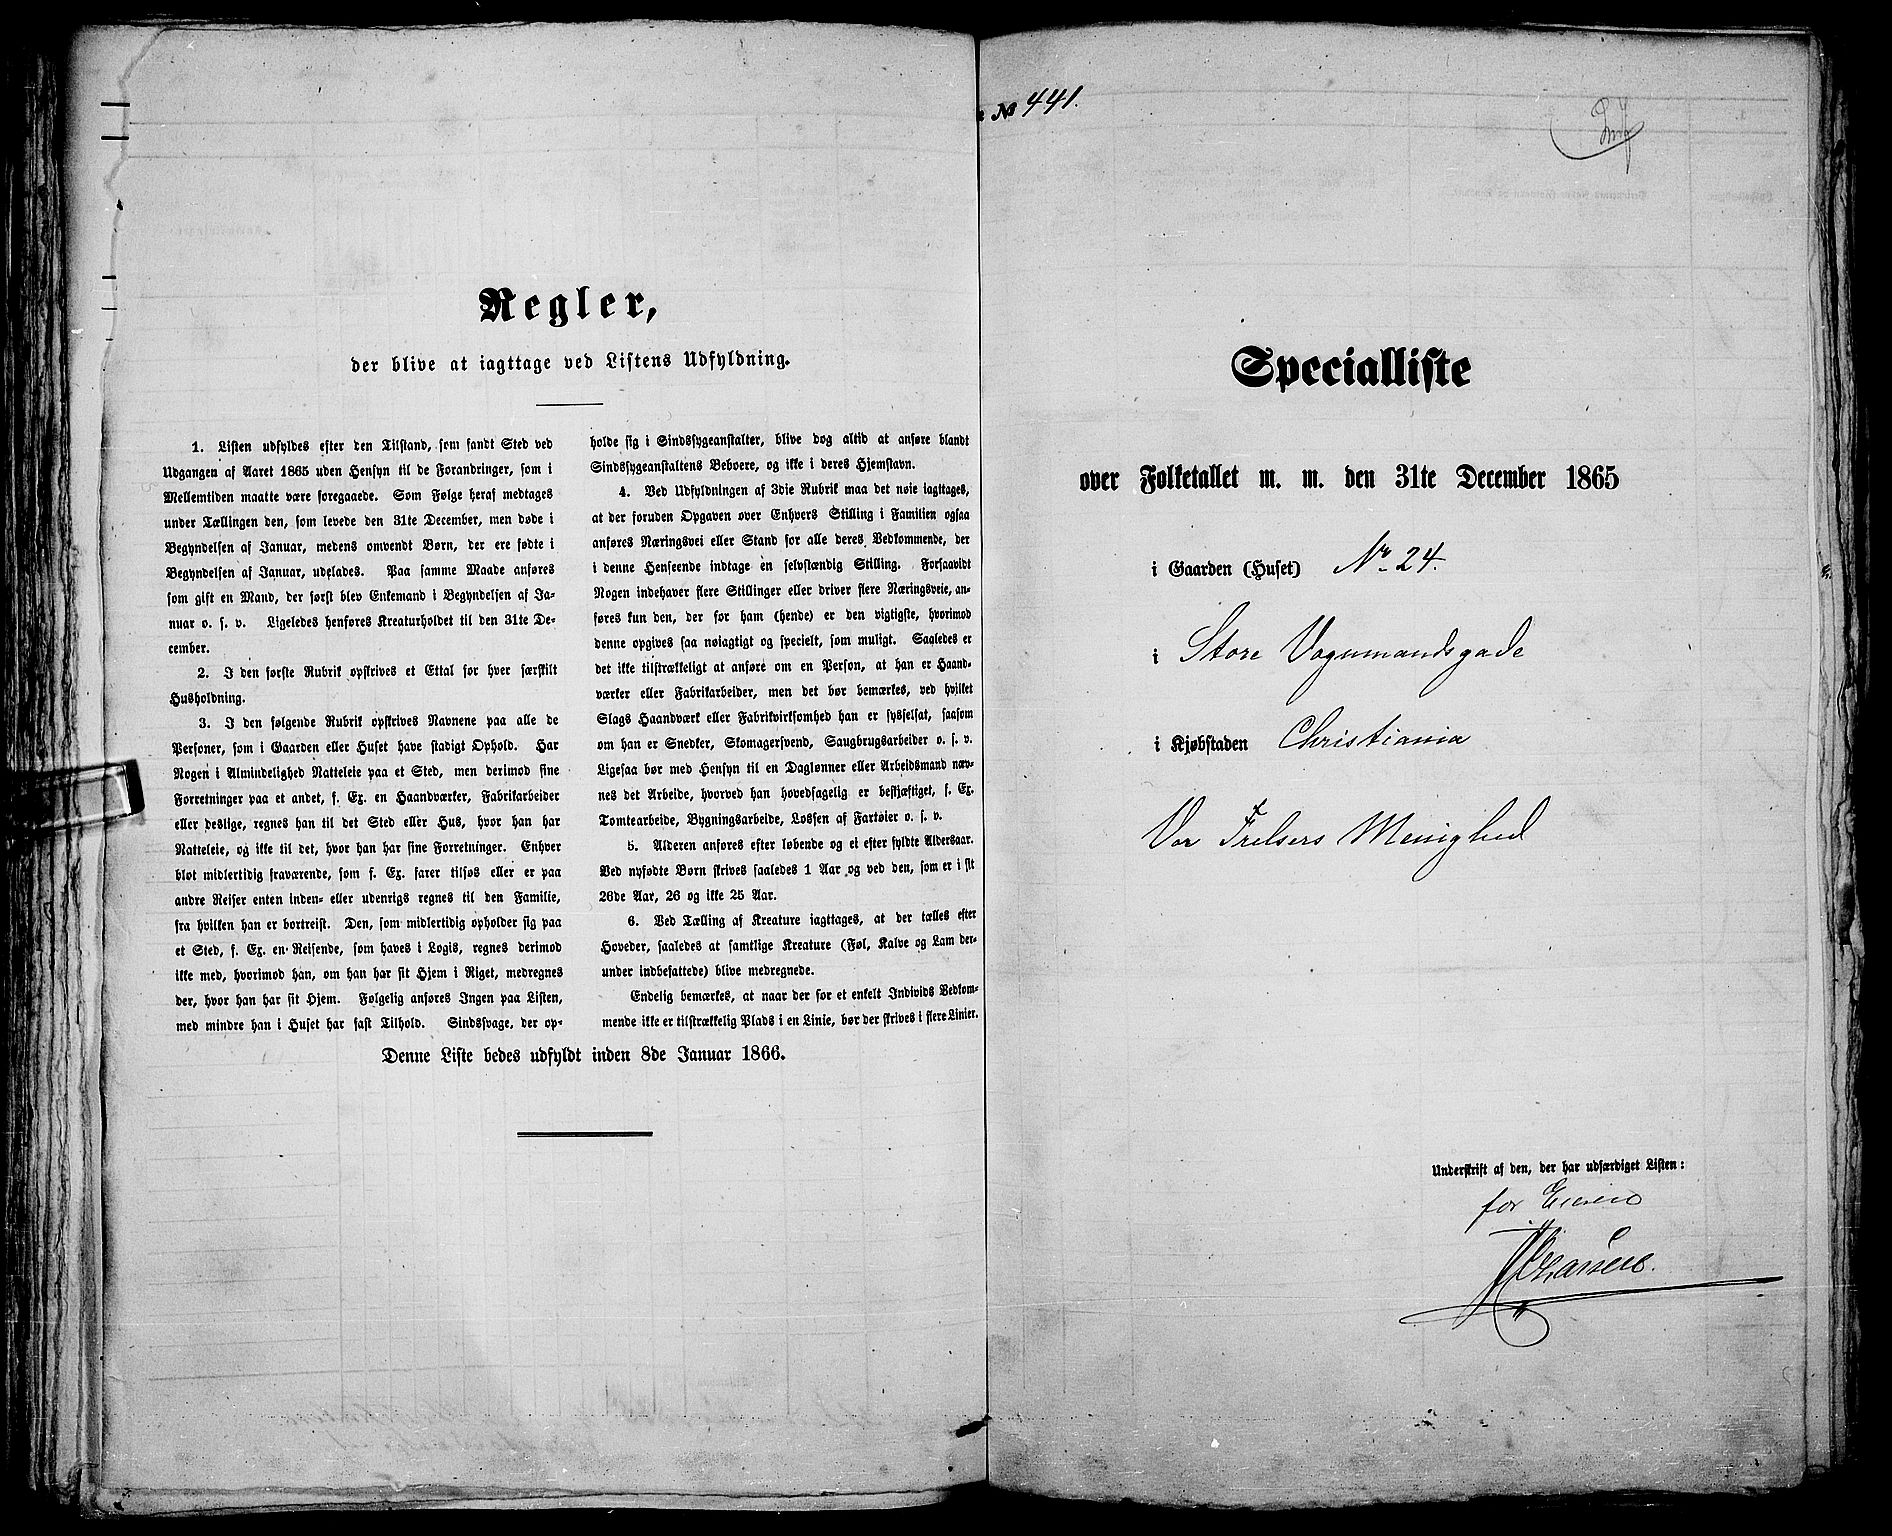 Regler,
der blive at iagttage ved Listens Udfyldning.
1. Listen udfyldes efter den Tilstand, som fandt Sted ved
Udgangen af Aaret 1865 uden Hensyn til de Forandringer, som i
Mellemtiden maatte være foregaaede. Som Følge heraf medtages
under Tællingen den, som levede den 31te December, men døde i
Begyndelsen af Januar, medens omvendt Børn, der ere fødte i
Begyndelsen af Januar, udelades. Paa samme Maade anføres
som gift en Mand, der først blev Enkemand i Begyndelsen af Ja-
nuar o. s. v. Ligeledes henføres Kreaturholdet til den 31te De-
cember.
2. I den første Rubrik opskrives et Ettal for hver særskilt
Husholdning.
3. I den følgende Rubrik opskrives Navnene paa alle de
Personer, som i Gaarden eller Huset have stadigt Ophold. Har
Nogen i Almindelighed Natteleie paa et Sted, men derimod sine
Forretninger paa et andet, f. Ex. en Haandværker, Fabrikarbeider
eller deslige, regnes han til det Sted eller Hus, hvor han har
Natteleie, og ikke til det, hvor han har sine Forretninger. Enhver
blot midlertidig fraværende, som f. Ex. farer tilsøs eller er paa
andre Reiser enten inden- eller udenrigs regnes til den Familie,
fra hvilken han er bortreist. Den, som midlertidig opholder sig paa
et Sted, f. Ex. en Reisende, som haves i Logis, regnes derimod
ikke med, hvorimod han, om han har sit Hjem i Riget, medregnes
der, hvor han har sit Hjem. Følgelig anføres Ingen paa Listen,
med mindre han i Huset har fast Tilhold. Sindssvage, der op-
holde sig i Sindssygeanstalter, blive dog altid at anføre blandt
Sindssygeanstaltens Beboere, og ikke i deres Hjemstavn.
4. Ved Udfyldningen af 3die Rubrik maa det nøie iagttages,
at der foruden Opgaven over Enhvers Stilling i Familien ogsaa
anføres Næringsvei eller Stand for alle deres Vedkommende, der
i denne Henseende indtage en selvstændig Stilling. Forsaavidt
Nogen indehaver flere Stillinger eller driver flere Næringsveie, an-
føres kun den, der for ham (hende) er den vigtigste, hvorimod
denne opgives saa nøiagtigt og specielt, som muligt. Saaledes er
det ikke tilstrækkeligt at anføre om en Person, at han er Haand-
værker eller Fabrikarbeider, men det bør bemærkes, ved hvilket
Slags Haandværk eller Fabrikvirksomhed han er sysselsat, saasom
om han er Snedker, Skomagersvend, Saugbrugsarbeider o. s. v.
Ligesaa bør med Hensyn til en Daglønner eller Arbeidsmand næv-
nes det Arbeide, hvorved han hovedsagelig er beskjæftiget, f. Ex.
Tomtearbeide, Bygningsarbeide, Lossen af Fartøier o. s. v.
5. Alderen anføres efter løbende og ei efter fyldte Aldersaar.
Ved nyfødte Børn skrives saaledes 1 Aar og ved den, som er i sit
26de Aar, 26 og ikke 25 Aar.
6. Ved Tælling af Kreature iagttages, at der tælles efter
Hoveder, saaledes at samtlige Kreature (Føl, Kalve og Lam der-
under indbefattede) blive medregnede.
Endelig bemærkes, at naar der for et enkelt Individs Vedkom-
mende ikke er tilstrækkelig Plads i en Linie, bør der skrives i flere Linier.
Denne Liste bedes udfyldt inden 8de Januar 1866.
№ 441.
Specialliste
over Folketallet m. m. den 31te December 1865
i Gaarden (Huset) Nr. 24.
i Store Vognmandsgade
i Kjøbstaden Christiania
Vor Frelsers Menighed
Underskrift af den, der har udfærdiget Listen:
for Eieren
Larsen.